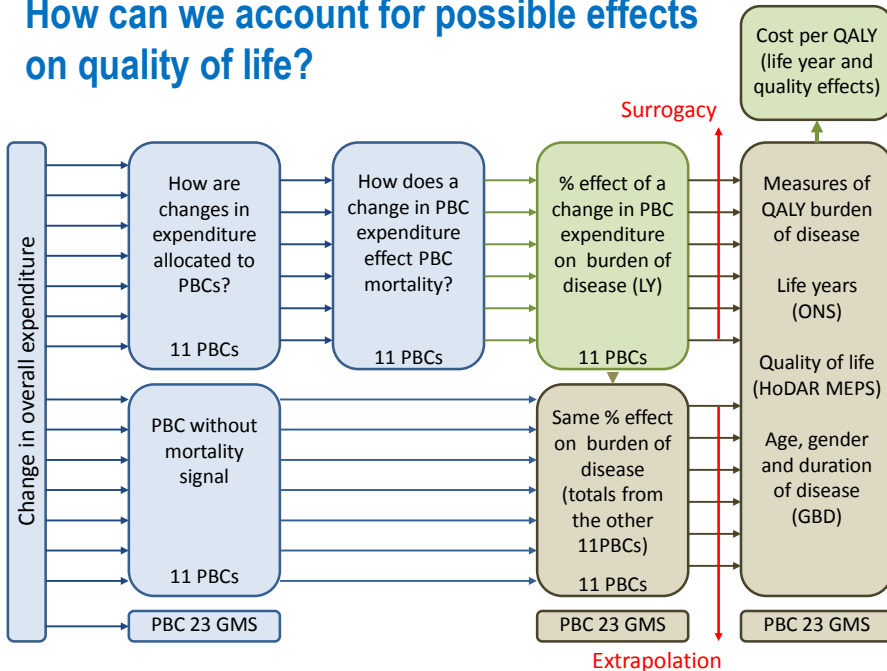 How can we account for possible effects
on quality of life?
Cost per QALY
(life year and
quality effects)
Surrogacy
Change in overall expenditure
How are
changes in
expenditure
allocated to
PBCs?
11 PBCs
How does a
change in PBC
expenditure
effect PBC
mortality?
11 PBCs
% effect of a
change in PBC
expenditure
on burden of
disease (LY)
11 PBCs
Measures of
QALY burden
of disease
Life years
(ONS)
Quality of life
(HoDAR MEPS)
Age, gender
and duration
of disease
(GBD)
PBC without
mortality
signal
11 PBCs
Same % effect
on burden of
disease
(totals from
the other
11PBCs)
11 PBCs
PBC 23 GMS
PBC 23 GMS
PBC 23 GMS
Extrapolation